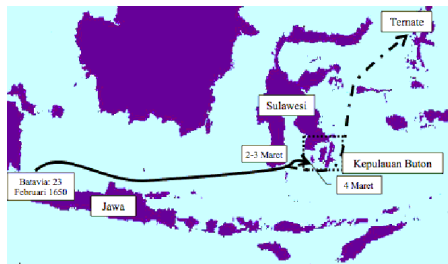 Ternate
Sulawesi
2-3 Maret
Kepulauan Buton
Batavia: 23
Februari 1650
4 Maret
Jawa